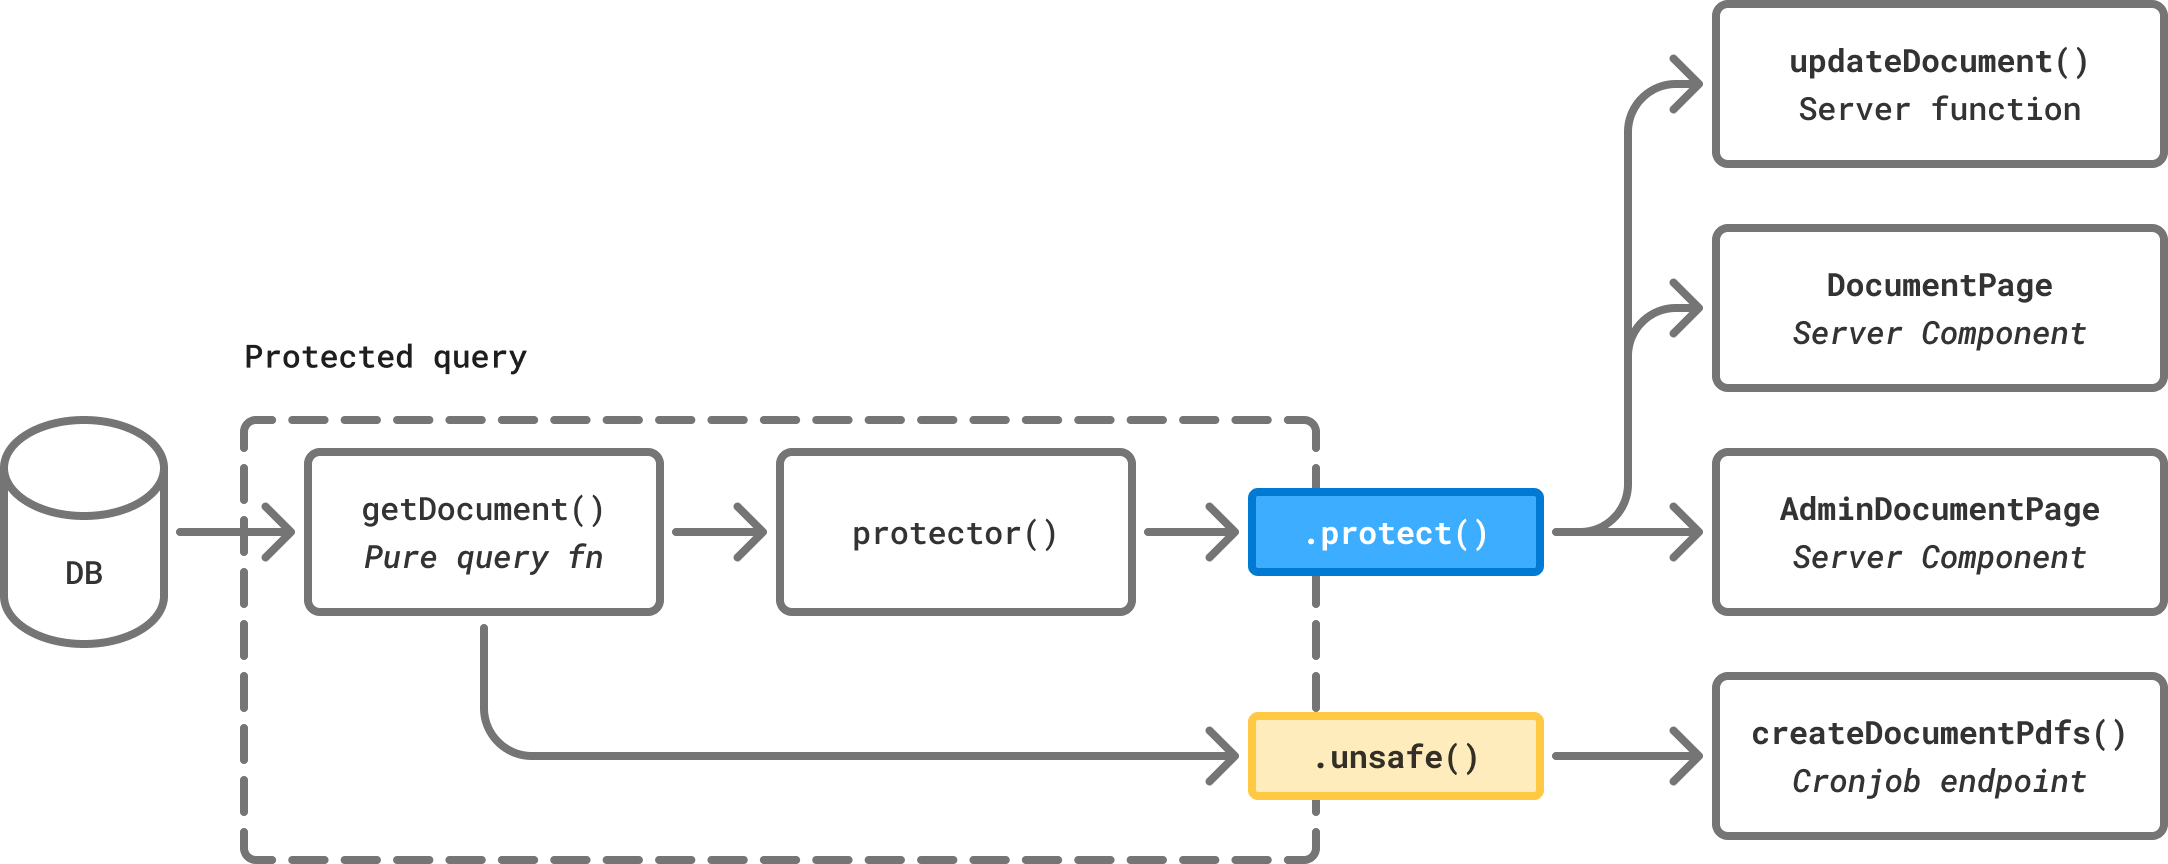 updateDocument()
Server function
DocumentPage
Server Component
Protected query
DB
getDocument()
Pure query fn
protector()
.protect()
AdminDocumentPage
Server Component
.unsafe()
createDocumentPdfs()
Cronjob endpoint